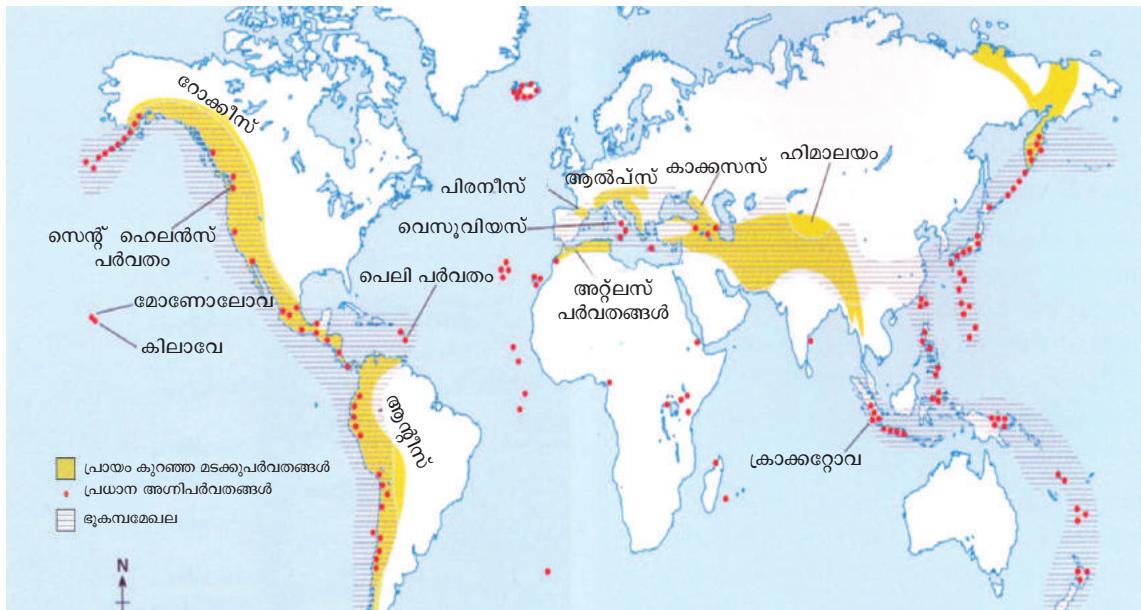 റോക്കീസ്
പിരനീസ്
ആൽപ്സ്
കാക്കസസ്
ഹിമാലയം
സെന്റ് ഹെലൻസ്
പർവതം
വെസൂവിയസ്
പെലി പർവതം
അറ്റ്ലസ്
പർവതങ്ങൾ
മോണോലോവ
കിലാവേ
ആന്റീസ്
ക്രാക്കറ്റോവ
പ്രായം കുറഞ്ഞ മടക്കുപർവതങ്ങൾ
പ്രധാന അഗ്നിപർവതങ്ങൾ
ഭൂകമ്പമേഖല
N